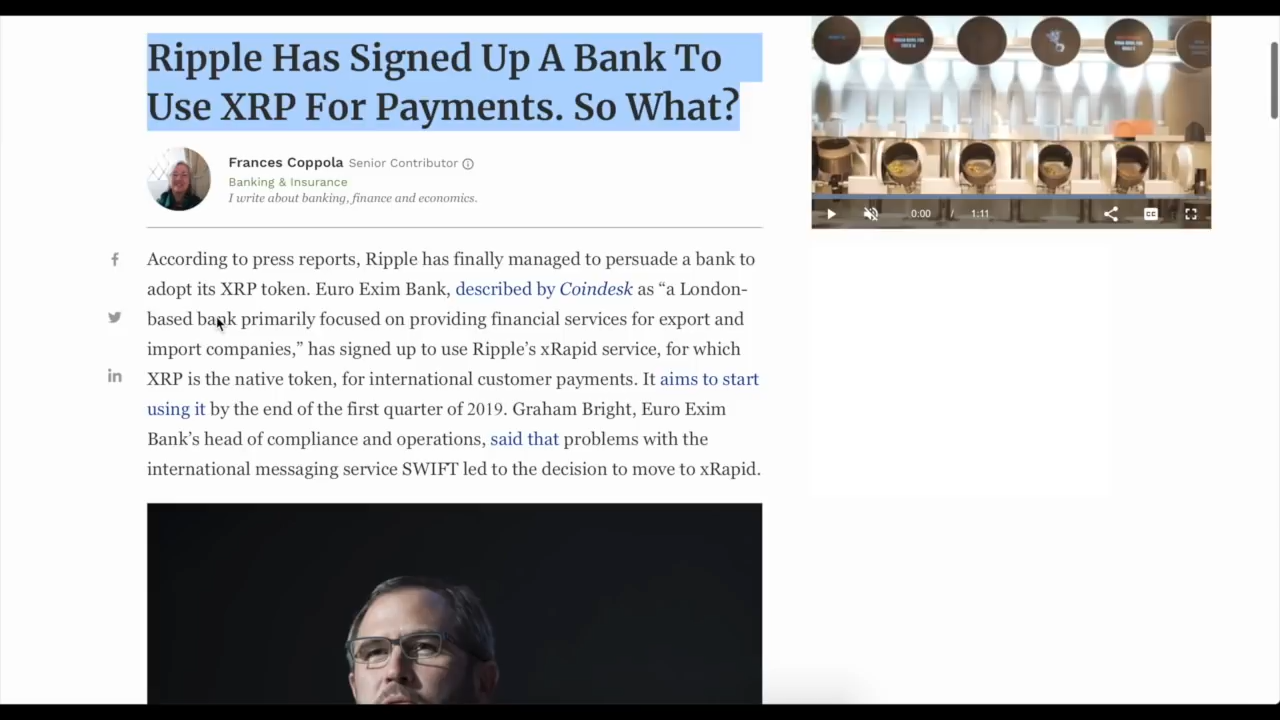 Ripple Has Signed Up A Bank To
Use XRP For Payments. So What?
Frances Coppola Senior Contributor
Banking & Insurance
I write about banking, finance and economics.
According to press reports, Ripple has finally managed to persuade a bank to
adopt its XRP token. Euro Exim Bank, described by Coindesk as “a London-
based bank primarily focused on providing financial services for export and
import companies,” has signed up to use Ripple’s xRapid service, for which
XRP is the native token, for international customer payments. It aims to start
using it by the end of the first quarter of 2019. Graham Bright, Euro Exim
Bank’s head of compliance and operations, said that problems with the
international messaging service SWIFT led to the decision to move to xRapid.
0:00 / 1:11
CC